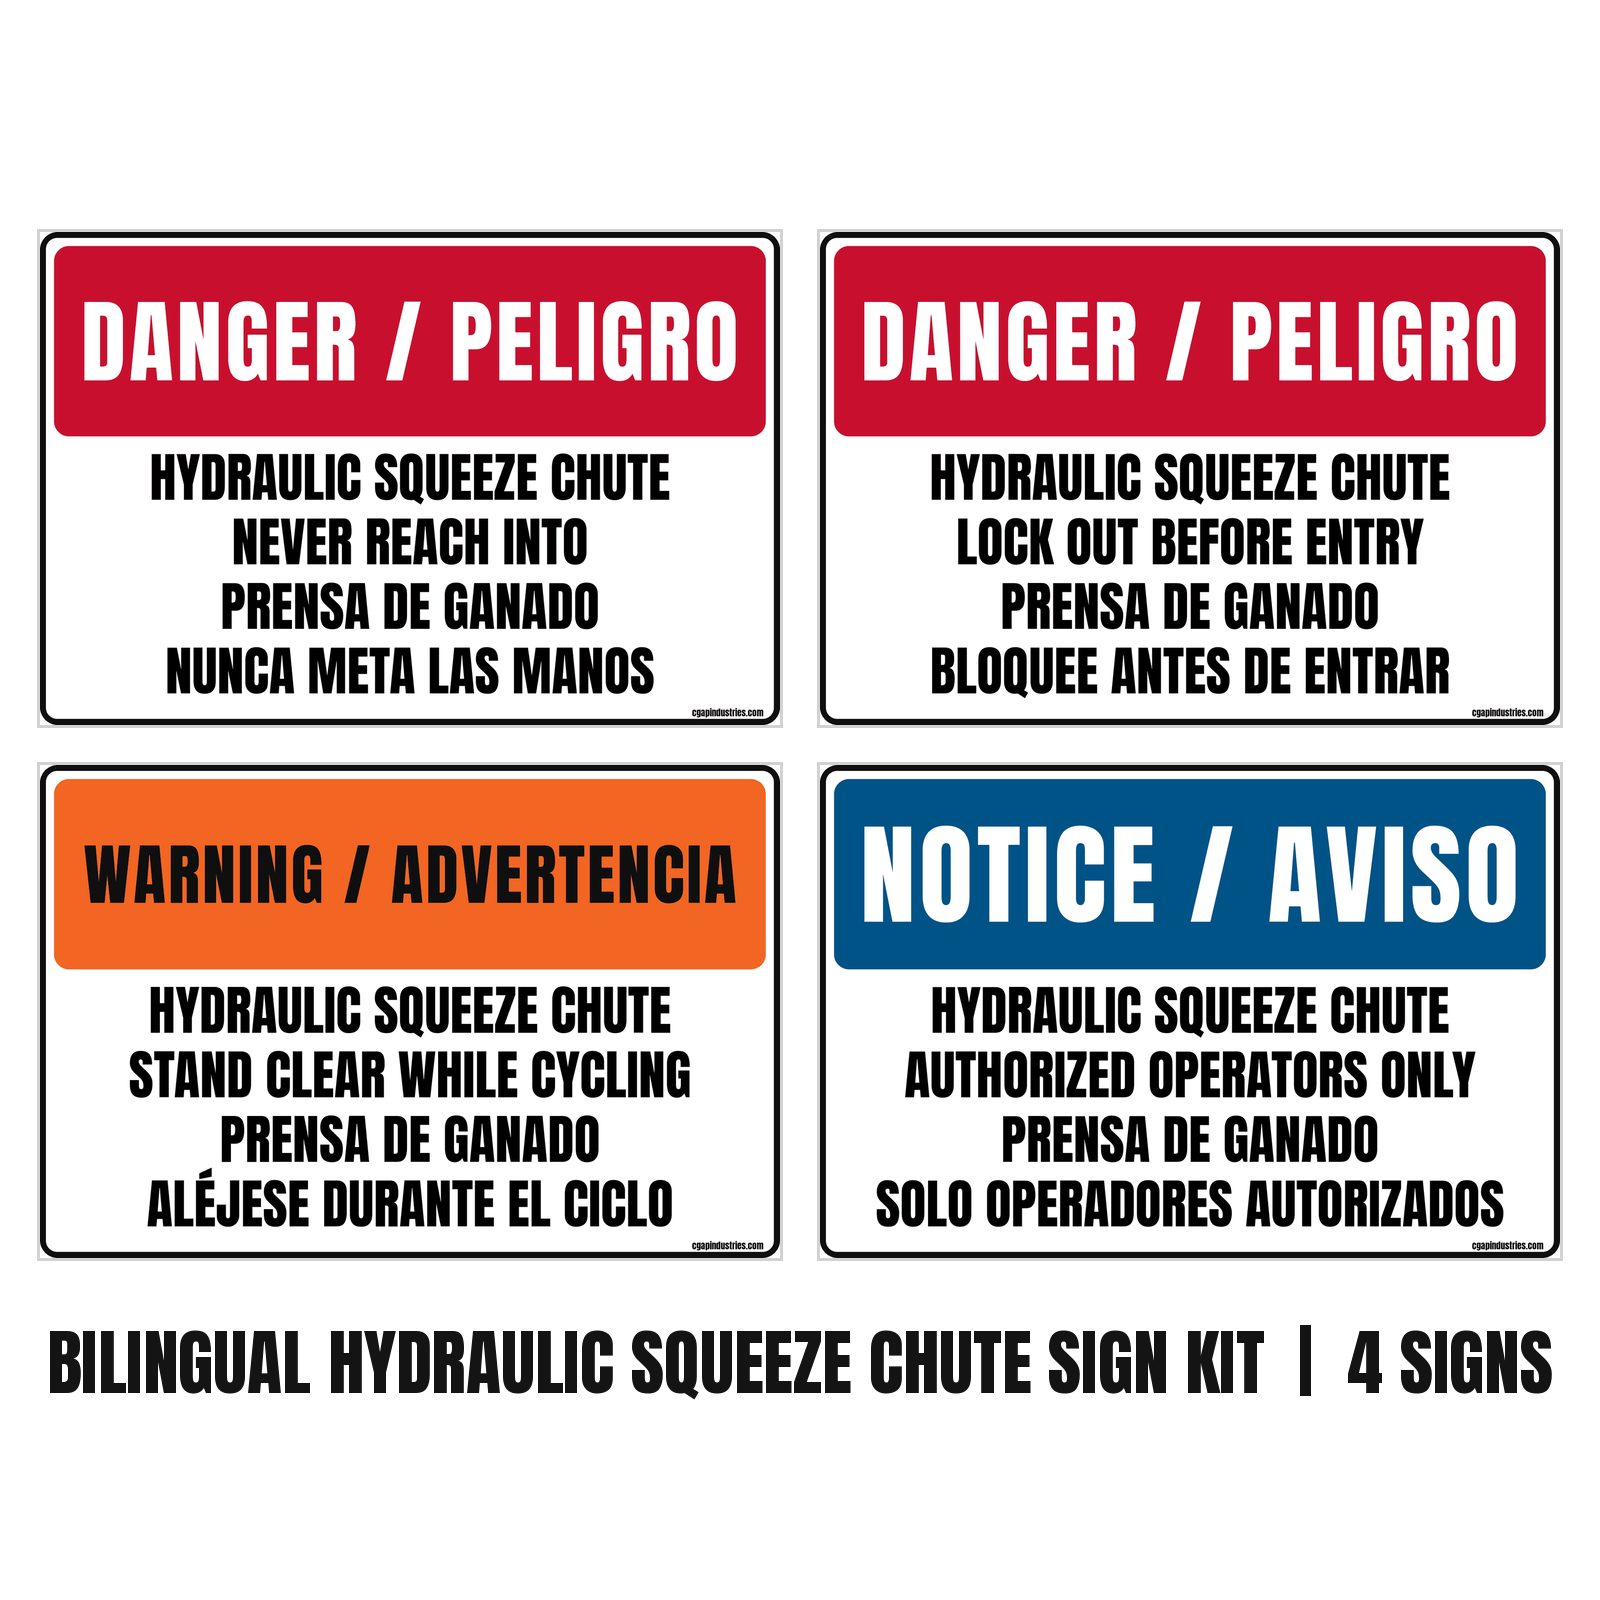 DANGER / PELIGRO
HYDRAULIC SQUEEZE CHUTE
NEVER REACH INTO
PRENSA DE GANADO
NUNCA META LAS MANOS
cgapindustries.com
DANGER / PELIGRO
HYDRAULIC SQUEEZE CHUTE
LOCK OUT BEFORE ENTRY
PRENSA DE GANADO
BLOQUEE ANTES DE ENTRAR
cgapindustries.com
WARNING / ADVERTENCIA
HYDRAULIC SQUEEZE CHUTE
STAND CLEAR WHILE CYCLING
PRENSA DE GANADO
ALÉJESE DURANTE EL CICLO
cgapindustries.com
NOTICE / AVISO
HYDRAULIC SQUEEZE CHUTE
AUTHORIZED OPERATORS ONLY
PRENSA DE GANADO
SOLO OPERADORES AUTORIZADOS
cgapindustries.com
BILINGUAL HYDRAULIC SQUEEZE CHUTE SIGN KIT | 4 SIGNS